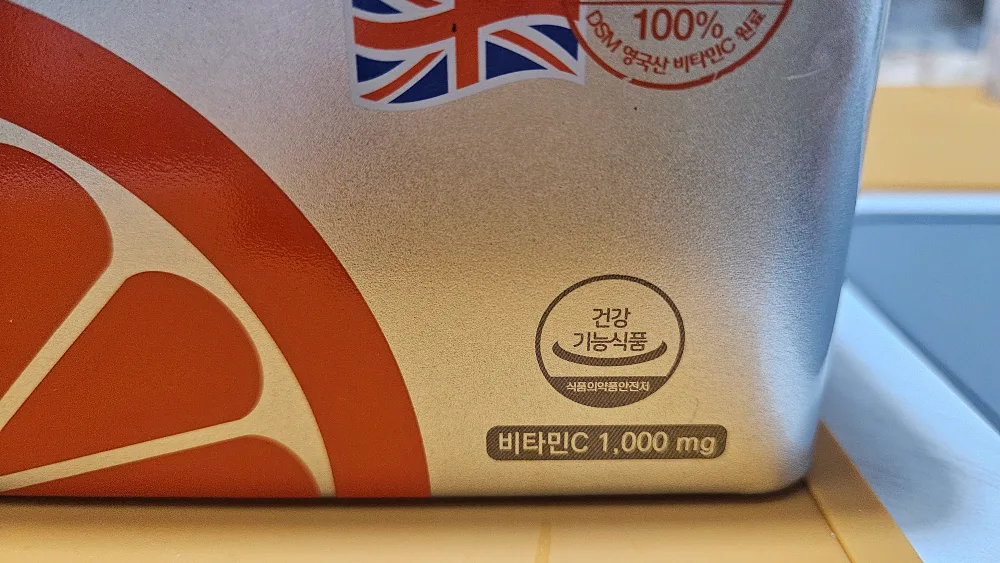 100%
DSM 영국산 비타민C 원료
건강
기능식품
식품의약품안전처
비타민C 1,000 mg